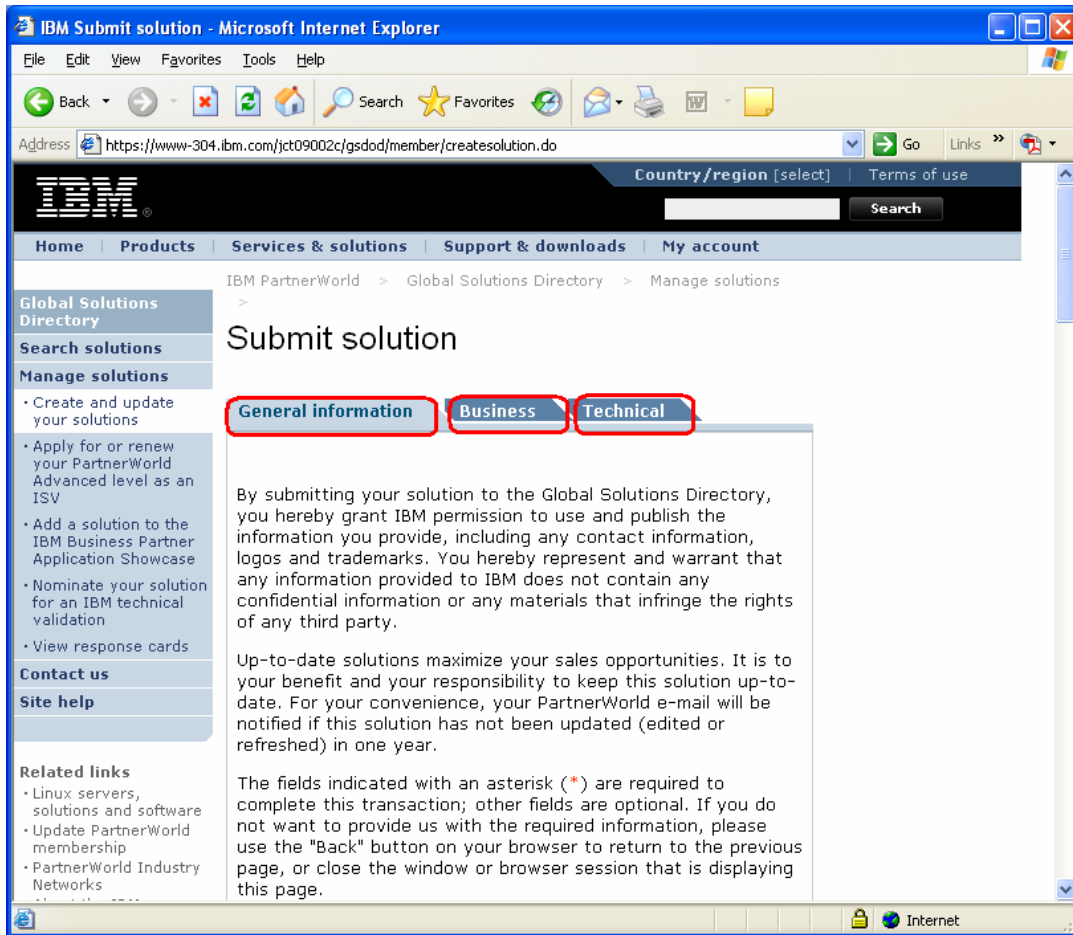 IBM Submit solution - Microsoft Internet Explorer
File Edit View Favorites Tools Help
Back Search Favorites
Address https://www-304.ibm.com/jct09002c/gsdod/member/createsolution.do Go Links »
Country/region [select] | Terms of use
IBM ®
Search
Home | Products | Services & solutions | Support & downloads | My account
IBM PartnerWorld > Global Solutions Directory > Manage solutions
>
Submit solution
Global Solutions
Directory
Search solutions
Manage solutions
• Create and update
your solutions
• Apply for or renew
your PartnerWorld
Advanced level as an
ISV
• Add a solution to the
IBM Business Partner
Application Showcase
• Nominate your solution
for an IBM technical
validation
• View response cards
Contact us
Site help
Related links
• Linux servers,
solutions and software
• Update PartnerWorld
membership
• PartnerWorld Industry
Networks
General information Business Technical
By submitting your solution to the Global Solutions Directory,
you hereby grant IBM permission to use and publish the
information you provide, including any contact information,
logos and trademarks. You hereby represent and warrant that
any information provided to IBM does not contain any
confidential information or any materials that infringe the rights
of any third party.
Up-to-date solutions maximize your sales opportunities. It is to
your benefit and your responsibility to keep this solution up-to-
date. For your convenience, your PartnerWorld e-mail will be
notified if this solution has not been updated (edited or
refreshed) in one year.
The fields indicated with an asterisk (*) are required to
complete this transaction; other fields are optional. If you do
not want to provide us with the required information, please
use the "Back" button on your browser to return to the previous
page, or close the window or browser session that is displaying
this page.
Internet